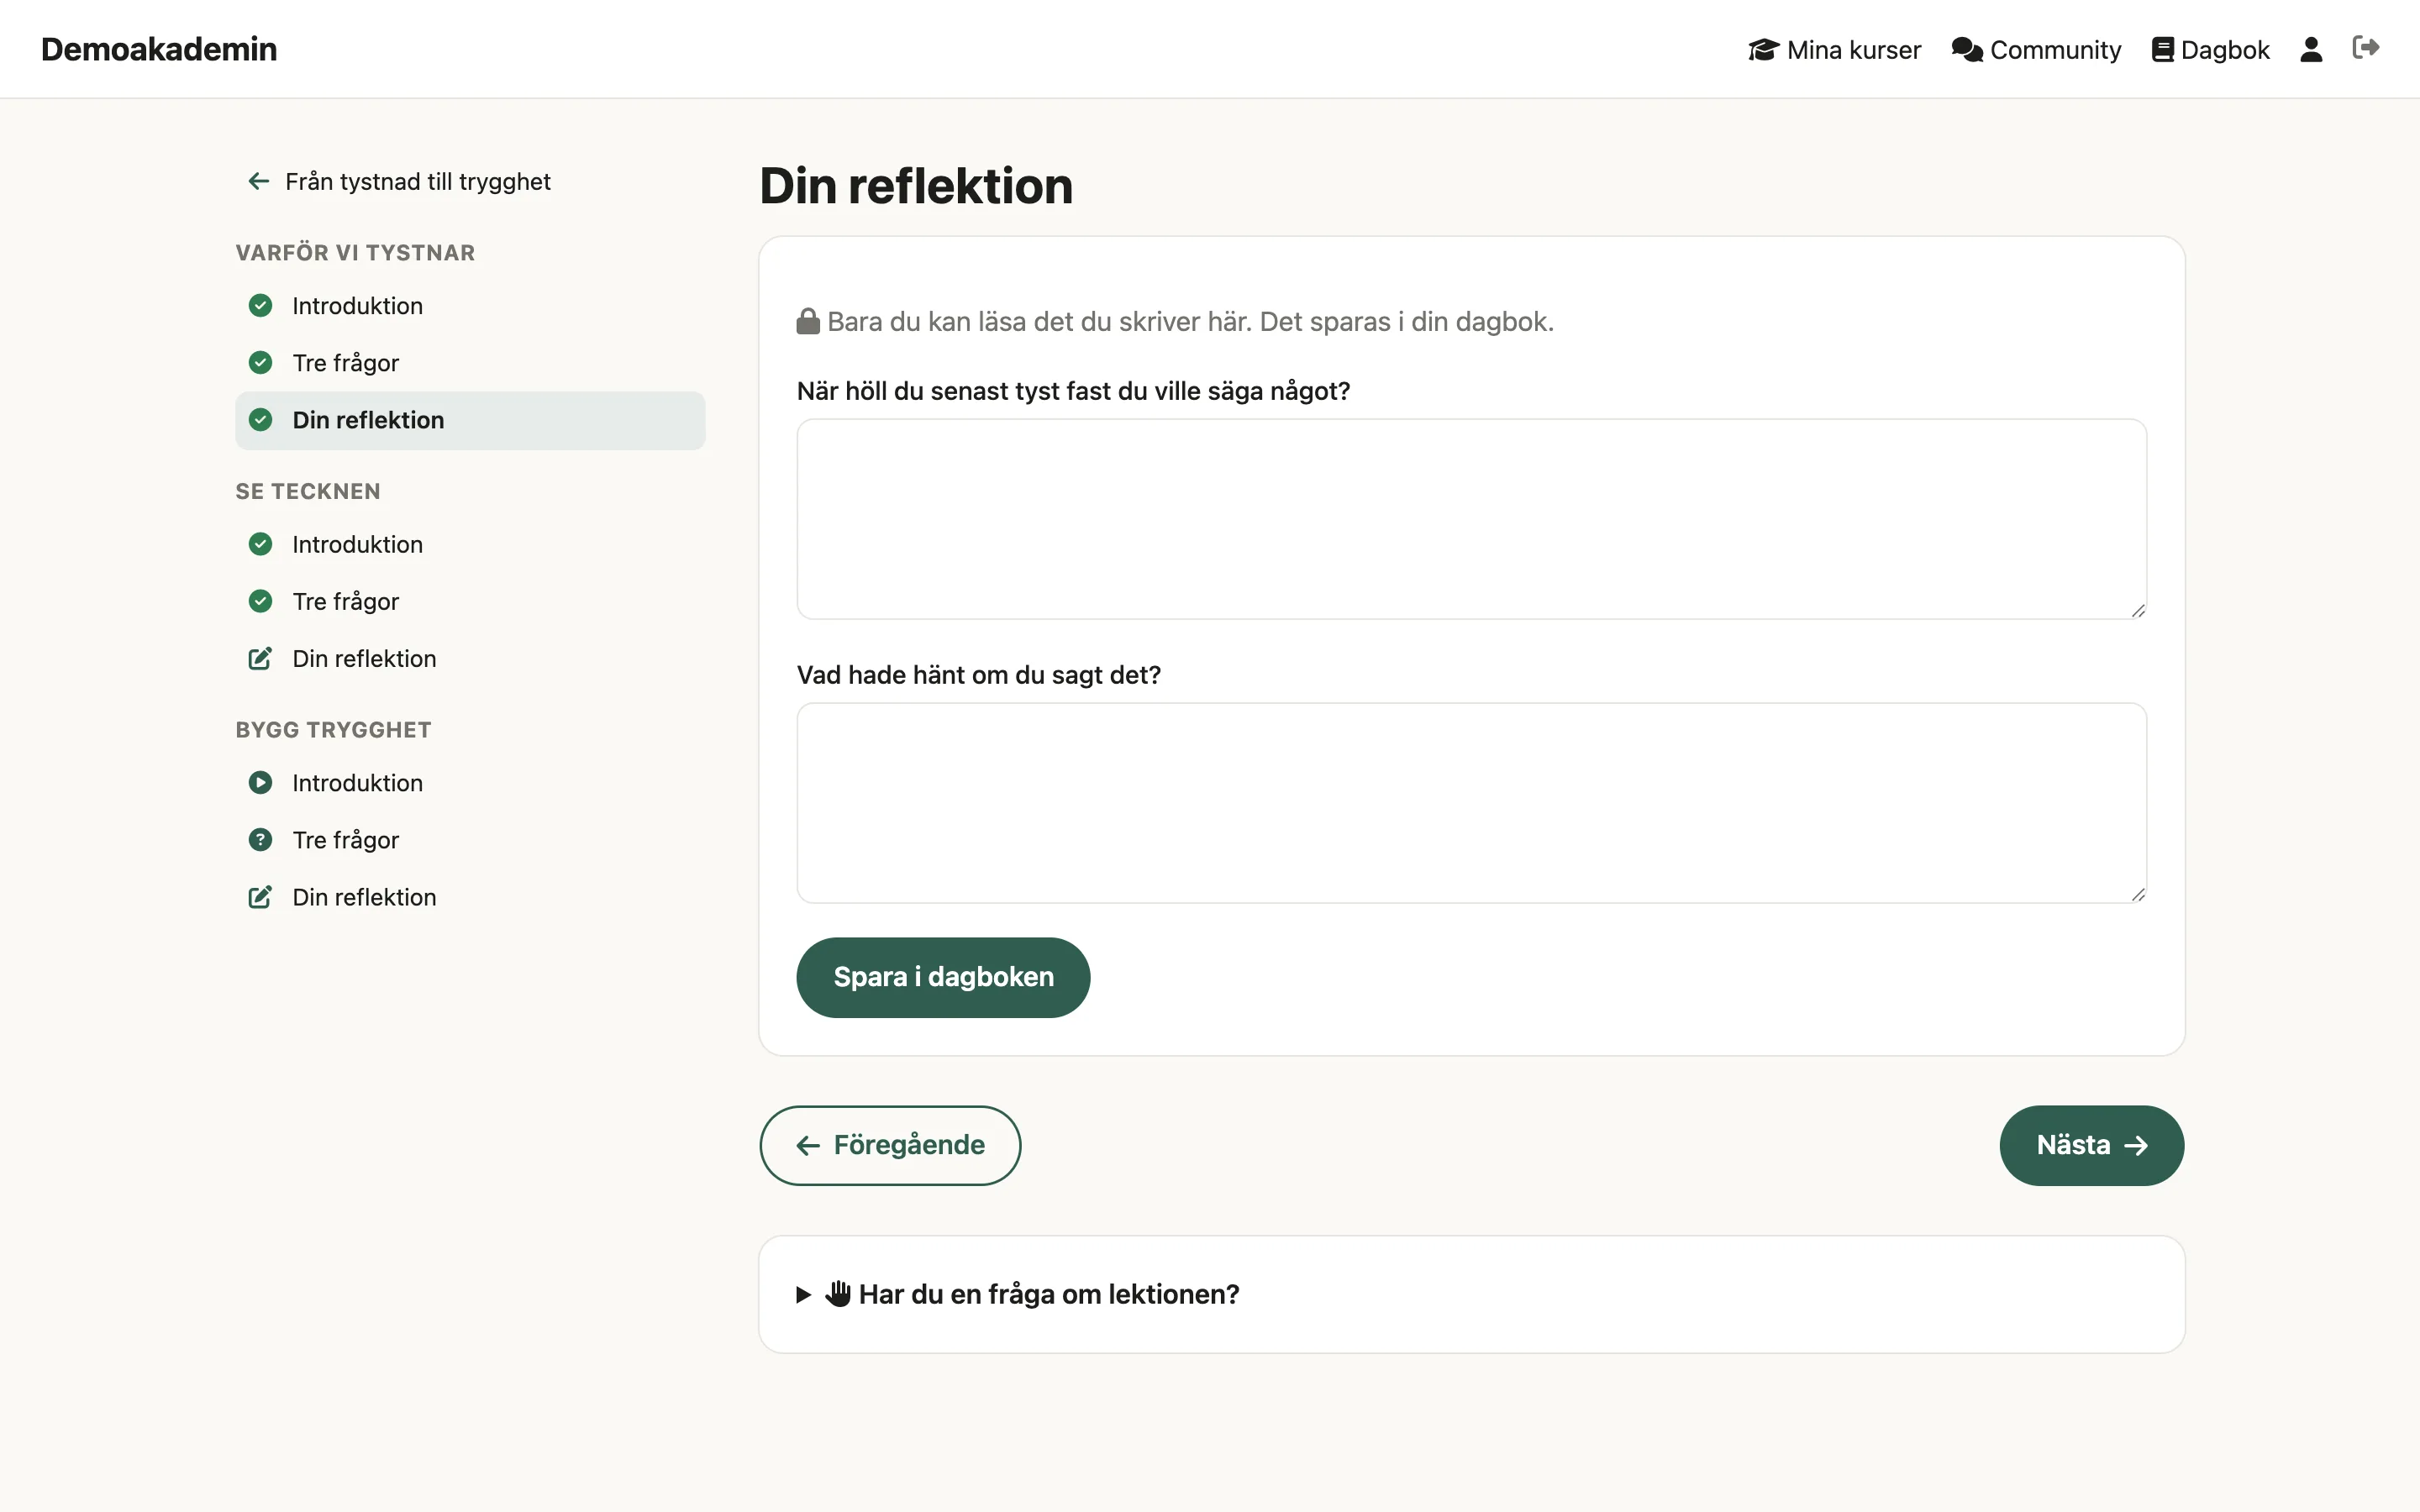 Demoakademin
Mina kurser
Community
Dagbok
Från tystnad till trygghet
VARFÖR VI TYSTNAR
Introduktion
Tre frågor
Din reflektion
SE TECKNEN
Introduktion
Tre frågor
Din reflektion
BYGG TRYGGHET
Introduktion
Tre frågor
Din reflektion
Din reflektion
Bara du kan läsa det du skriver här. Det sparas i din dagbok.
När höll du senast tyst fast du ville säga något?
Vad hade hänt om du sagt det?
Spara i dagboken
Föregående
Nästa
Har du en fråga om lektionen?